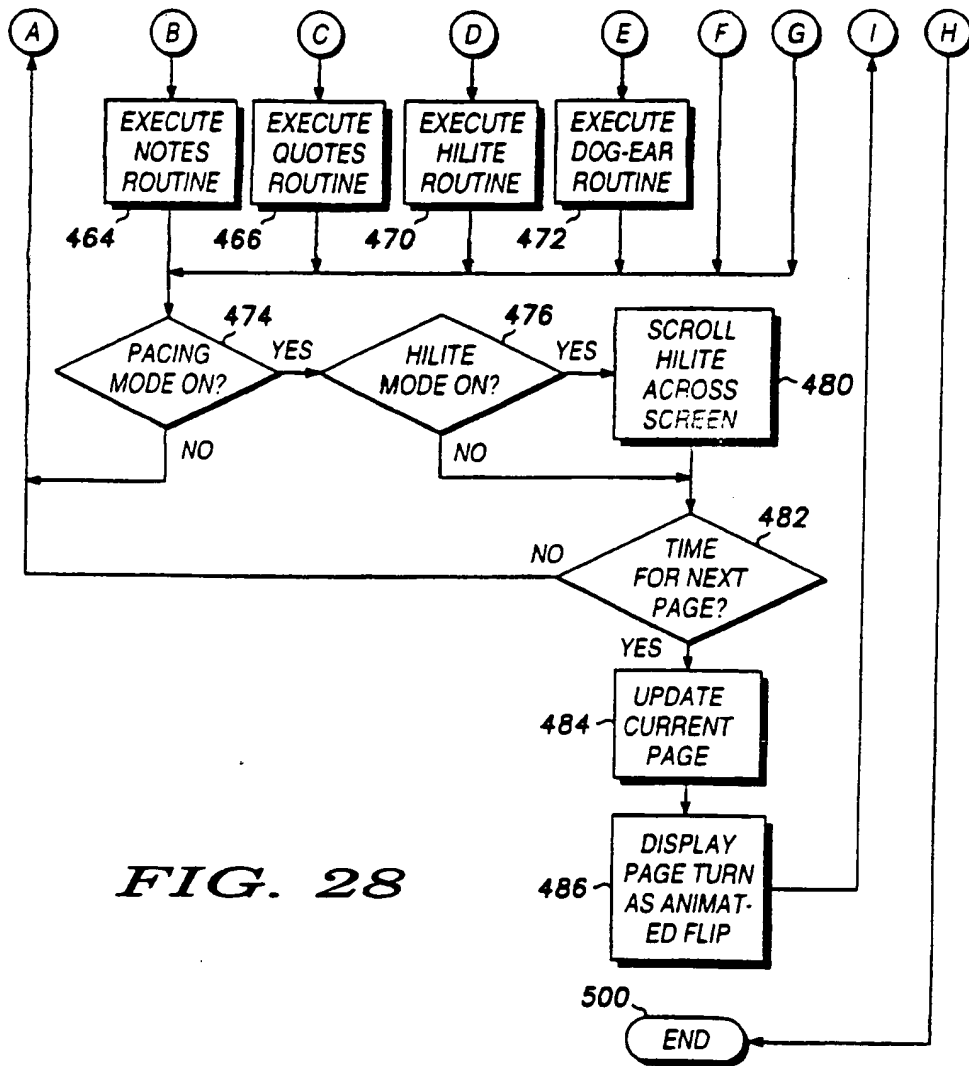 A B C D E F G I H
EXECUTE
NOTES
ROUTINE
464
EXECUTE
QUOTES
ROUTINE
466
EXECUTE
HILITE
ROUTINE
470
EXECUTE
DOG-EAR
ROUTINE
472
PACING
MODE ON?
474
YES
NO
HILITE
MODE ON?
476
YES
NO
SCROLL
HILITE
ACROSS
SCREEN
480
TIME
FOR NEXT
PAGE?
482
NO
YES
UPDATE
CURRENT
PAGE
484
DISPLAY
PAGE TURN
AS ANIMAT-
ED FLIP
486
FIG. 28
500
END